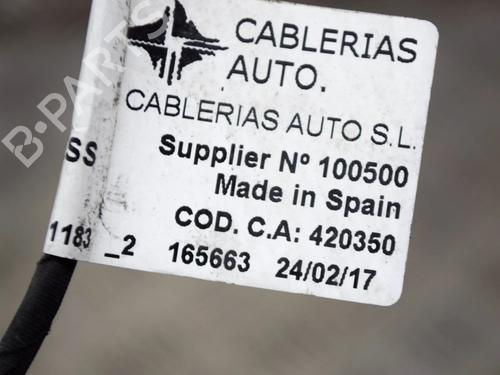 CABLERIAS
AUTO.
CABLERIAS AUTO S.L.
Supplier Nº 100500
Made in Spain
COD. C.A: 420350
SS
1183 _2 165663 24/02/17
B-PARTS